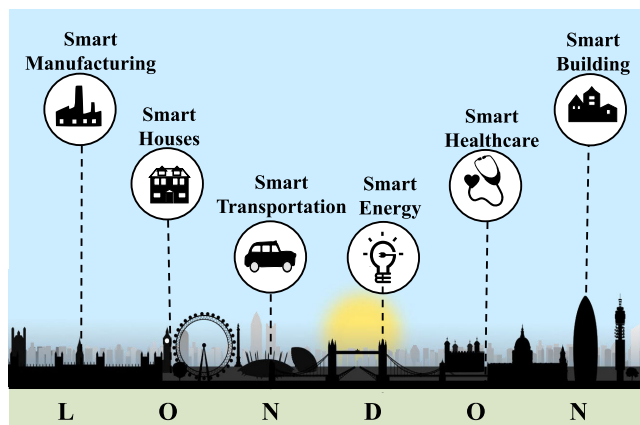 Smart
Manufacturing
Smart
Houses
Smart
Transportation
Smart
Energy
Smart
Healthcare
Smart
Building
L O N D O N